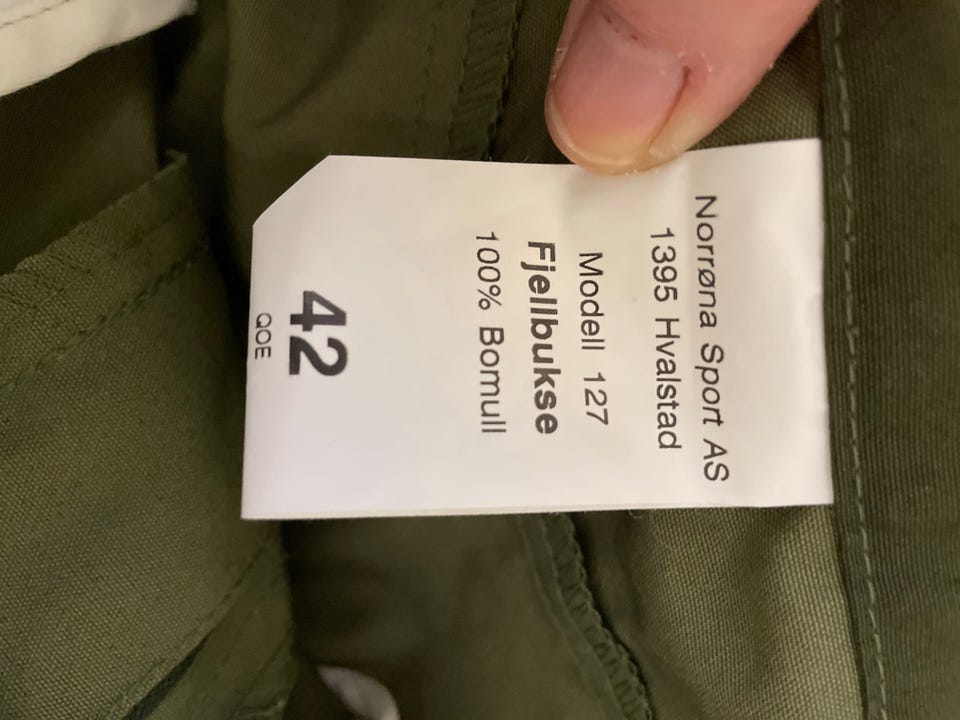 Norrøna Sport AS
1395 Hvalstad
Modell 127
Fjellbukse
100% Bomull
42
QOE